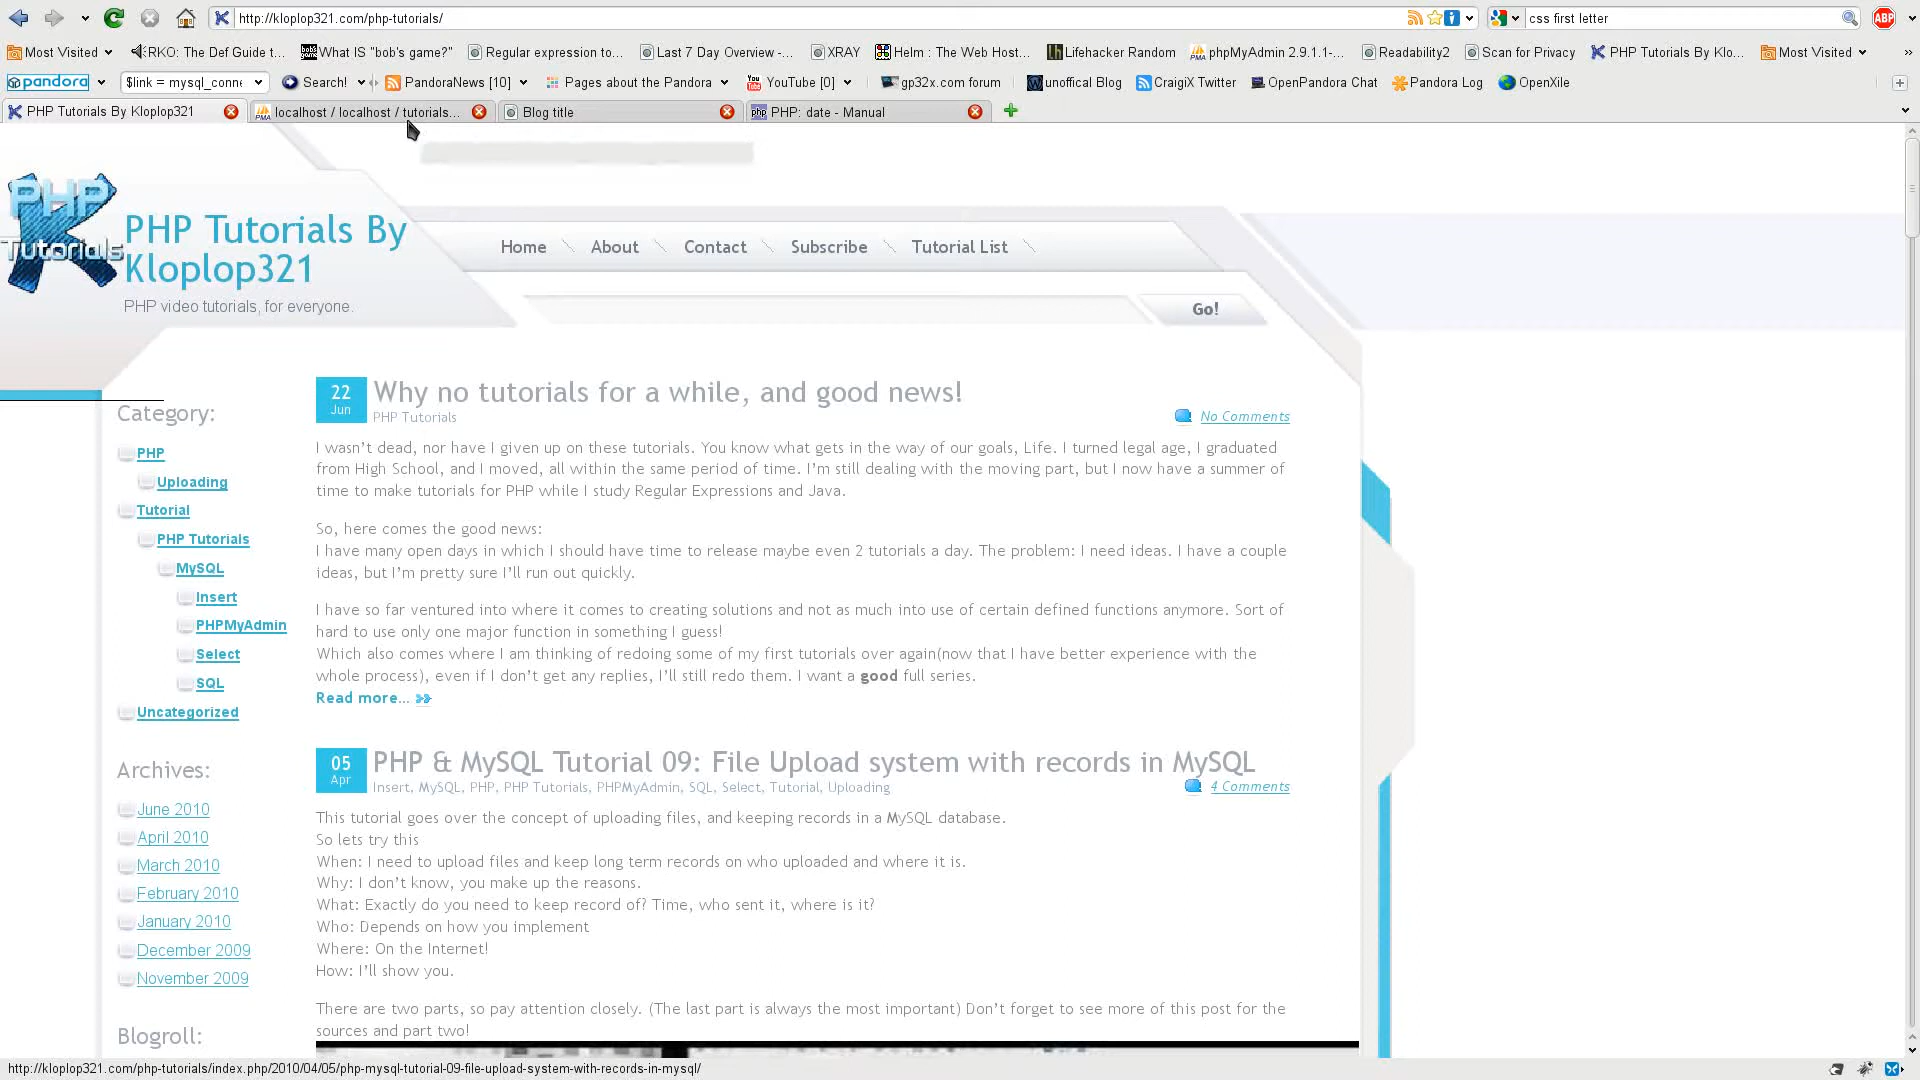 http://kloplop321.com/php-tutorials/
css first letter
ABP
Most Visited
RKO: The Def Guide t...
What IS "bob's game?"
Regular expression to...
Last 7 Day Overview -...
XRAY
Helm : The Web Host...
Lifehacker Random
phpMyAdmin 2.9.1.1-...
Readability2
Scan for Privacy
PHP Tutorials By Klo...
Most Visited
pandora
$link = mysql_conne
Search!
PandoraNews [10]
Pages about the Pandora
YouTube [0]
gp32x.com forum
unoffical Blog
CraigiX Twitter
OpenPandora Chat
Pandora Log
OpenXile
PHP Tutorials By Kloplop321
localhost / localhost / tutorials...
Blog title
PHP: date - Manual
PHP
Tutorials
PHP Tutorials By
Kloplop321
PHP video tutorials, for everyone.
Home
About
Contact
Subscribe
Tutorial List
Go!
Category:
PHP
Uploading
Tutorial
PHP Tutorials
MySQL
Insert
PHPMyAdmin
Select
SQL
Uncategorized
Archives:
June 2010
April 2010
March 2010
February 2010
January 2010
December 2009
November 2009
Blogroll:
22
Jun
Why no tutorials for a while, and good news!
PHP Tutorials
No Comments
I wasn't dead, nor have I given up on these tutorials. You know what gets in the way of our goals, Life. I turned legal age, I graduated
from High School, and I moved, all within the same period of time. I'm still dealing with the moving part, but I now have a summer of
time to make tutorials for PHP while I study Regular Expressions and Java.
So, here comes the good news:
I have many open days in which I should have time to release maybe even 2 tutorials a day. The problem: I need ideas. I have a couple
ideas, but I'm pretty sure I'll run out quickly.
I have so far ventured into where it comes to creating solutions and not as much into use of certain defined functions anymore. Sort of
hard to use only one major function in something I guess!
Which also comes where I am thinking of redoing some of my first tutorials over again(now that I have better experience with the
whole process), even if I don't get any replies, I'll still redo them. I want a good full series.
Read more...
05
Apr
PHP & MySQL Tutorial 09: File Upload system with records in MySQL
Insert, MySQL, PHP, PHP Tutorials, PHPMyAdmin, SQL, Select, Tutorial, Uploading
4 Comments
This tutorial goes over the concept of uploading files, and keeping records in a MySQL database.
So lets try this
When: I need to upload files and keep long term records on who uploaded and where it is.
Why: I don't know, you make up the reasons.
What: Exactly do you need to keep record of? Time, who sent it, where is it?
Who: Depends on how you implement
Where: On the Internet!
How: I'll show you.
There are two parts, so pay attention closely. (The last part is always the most important) Don't forget to see more of this post for the
sources and part two!
http://kloplop321.com/php-tutorials/index.php/2010/04/05/php-mysql-tutorial-09-file-upload-system-with-records-in-mysql/